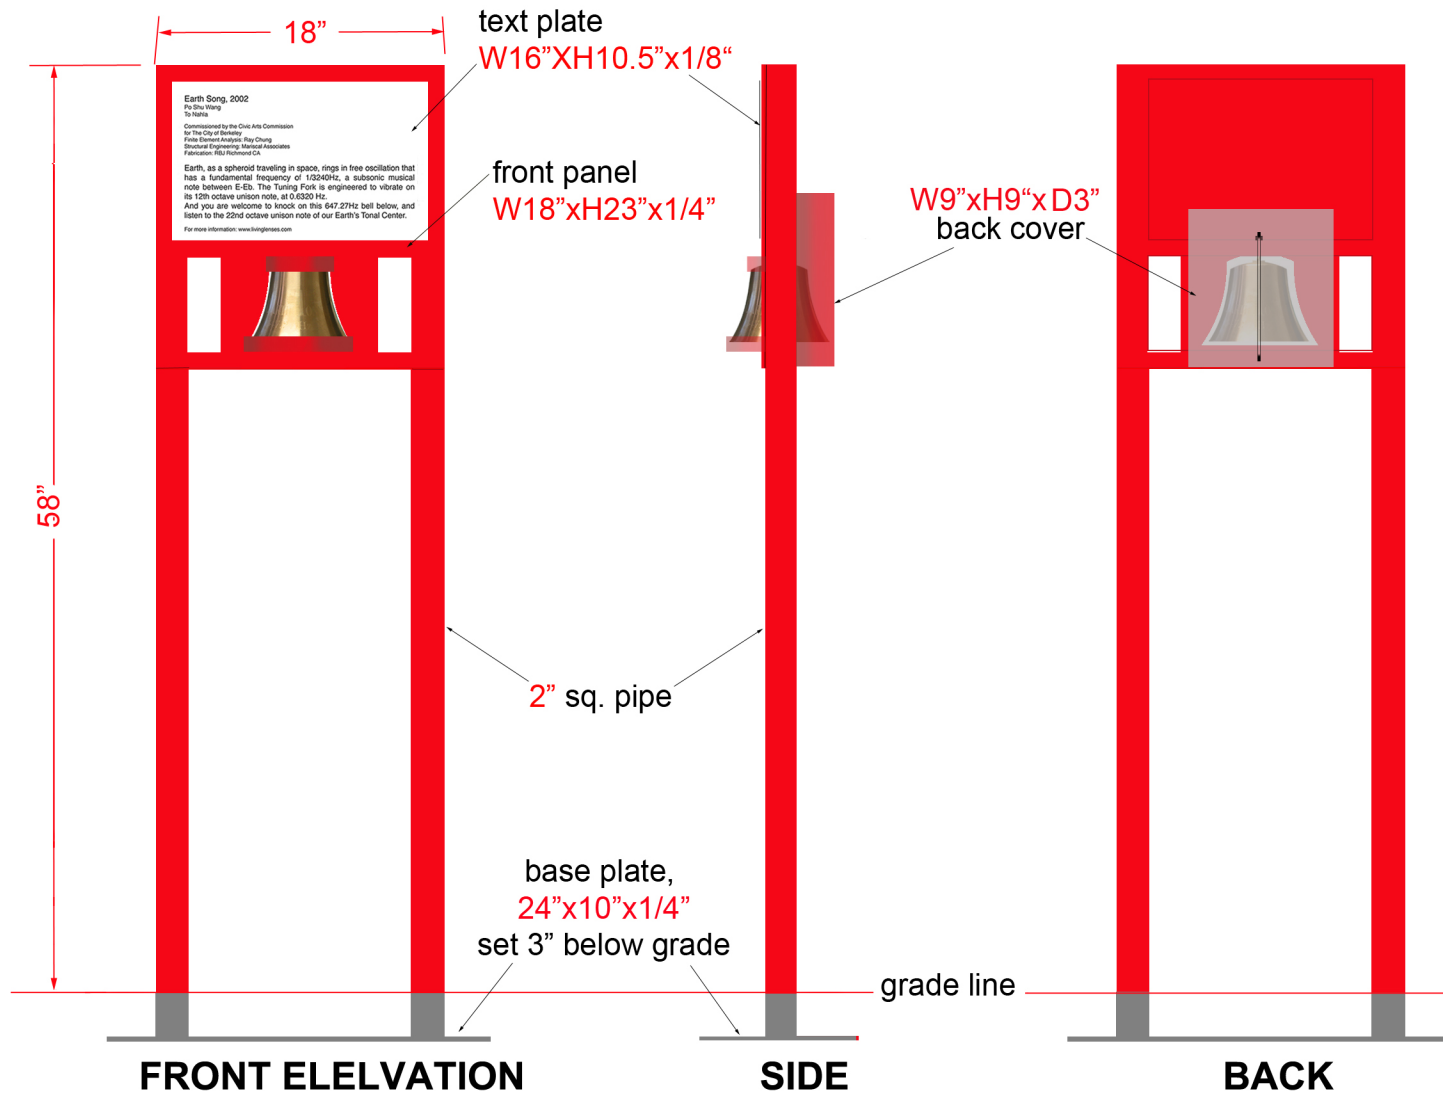 18”
text plate
W16”XH10.5”x1/8“
Earth Song, 2002
Po Shu Wang
To Nahla
Commissioned by the Civic Arts Commission
for The City of Berkeley
Finite Element Analysis: Ray Chung
Structural Engineering: Mariscal Associates
Fabrication: RBJ Richmond CA
Earth, as a spheroid traveling in space, rings in free oscillation that
has a fundamental frequency of 1/3240Hz, a subsonic musical
note between E-Eb. The Tuning Fork is engineered to vibrate on
its 12th octave unison note, at 0.6320 Hz.
And you are welcome to knock on this 647.27Hz bell below, and
listen to the 22nd octave unison note of our Earth's Tonal Center.
For more information: www.livinglenses.com
front panel
W18”xH23”x1/4”
W9”xH9“xD3”
back cover
58”
2” sq. pipe
base plate,
24”x10”x1/4”
set 3” below grade
grade line
FRONT ELELVATION
SIDE
BACK